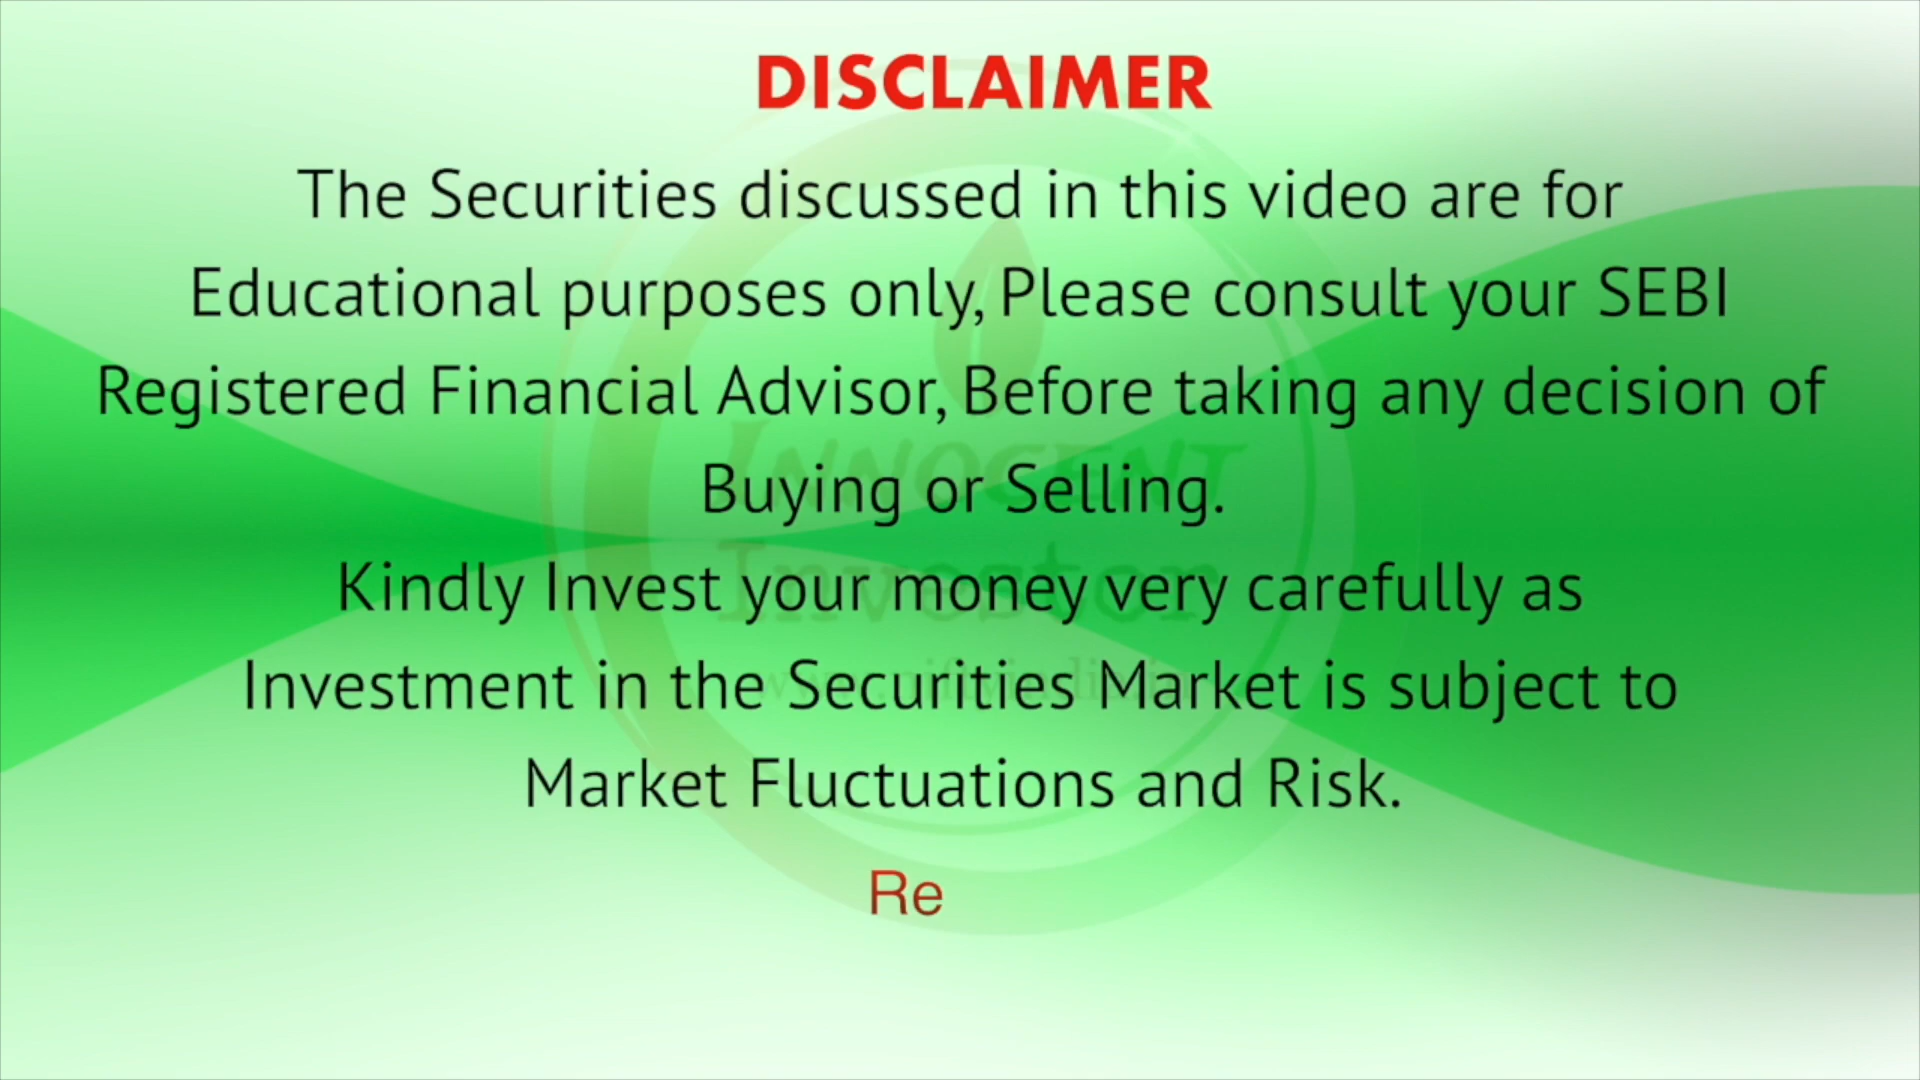 DISCLAIMER
The Securities discussed in this video are for
Educational purposes only, Please consult your SEBI
Registered Financial Advisor, Before taking any decision of
Buying or Selling.
Kindly Invest your money very carefully as
Investment in the Securities Market is subject to
Market Fluctuations and Risk.
Re
INNOCENT
Investor